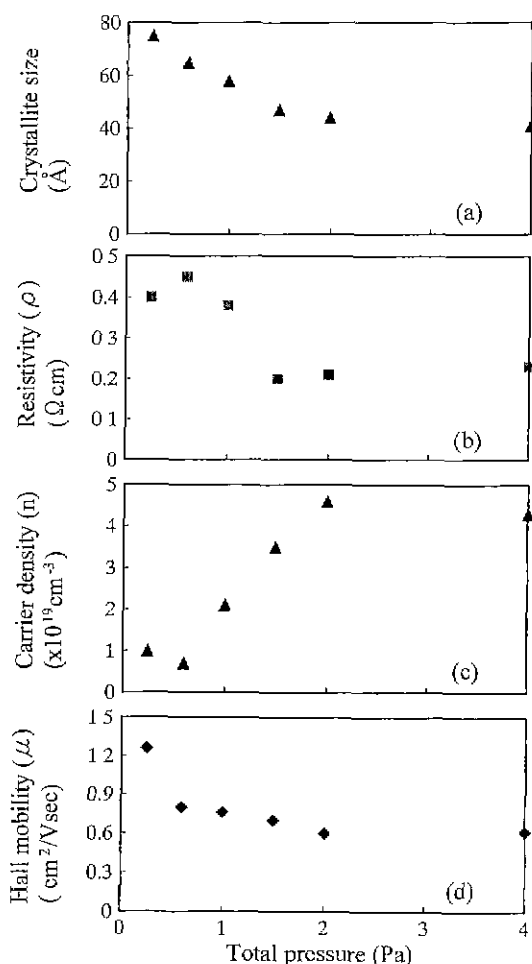 80
60
40
20
0
Crystallite size
(Å)
(a)
0.5
0.4
0.3
0.2
0 1
0
Resistivity (ρ)
(Ω cm)
(b)
5
4
3
2
1
0
Carrier density (n)
(x10¹⁹cm⁻³)
(c)
1 5
1.2
0.9
0.6
0.3
0
Hall mobility (μ)
( cm²/Vsec)
(d)
0 1 2 3 4
Total pressure (Pa)